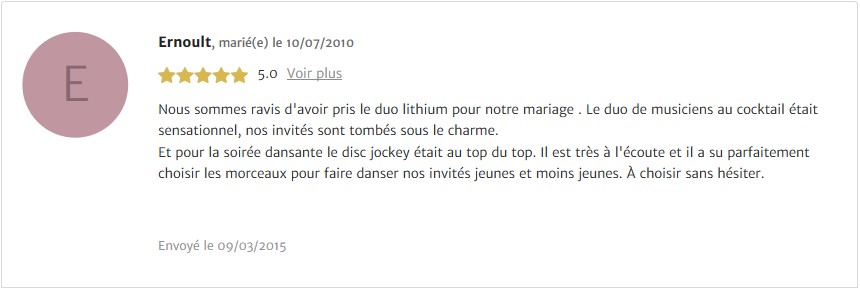 E
Ernoult, marié(e) le 10/07/2010
5.0 Voir plus
Nous sommes ravis d'avoir pris le duo lithium pour notre mariage . Le duo de musiciens au cocktail était
sensationnel, nos invités sont tombés sous le charme.
Et pour la soirée dansante le disc jockey était au top du top. Il est très à l'écoute et il a su parfaitement
choisir les morceaux pour faire danser nos invités jeunes et moins jeunes. À choisir sans hésiter.
Envoyé le 09/03/2015